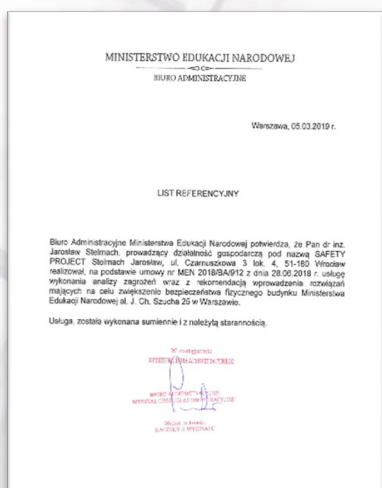 MINISTERSTWO EDUKACJI NARODOWEJ
BIURO ADMINISTRACYJNE
Warszawa, 05.03.2019 r.
LIST REFERENCYJNY
Biuro Administracyjne Ministerstwa Edukacji Narodowej potwierdza, że Pan dr inż.
Jarosław Stelmach, prowadzący działalność gospodarczą pod nazwą SAFETY
PROJECT Stelmach Jarosław, ul. Czarnuszkowa 3 lok. 4, 51-180 Wrocław
realizował, na podstawie umowy nr MEN 2018/BA/912 z dnia 28.06.2018 r. usługę
wykonania analizy zagrożeń wraz z rekomendacją wprowadzenia rozwiązań
mających na celu zwiększenie bezpieczeństwa fizycznego budynku Ministerstwa
Edukacji Narodowej al. J. Ch. Szucha 25 w Warszawie.
Usługa, została wykonana sumiennie i z należytą starannością.
W zastępstwie